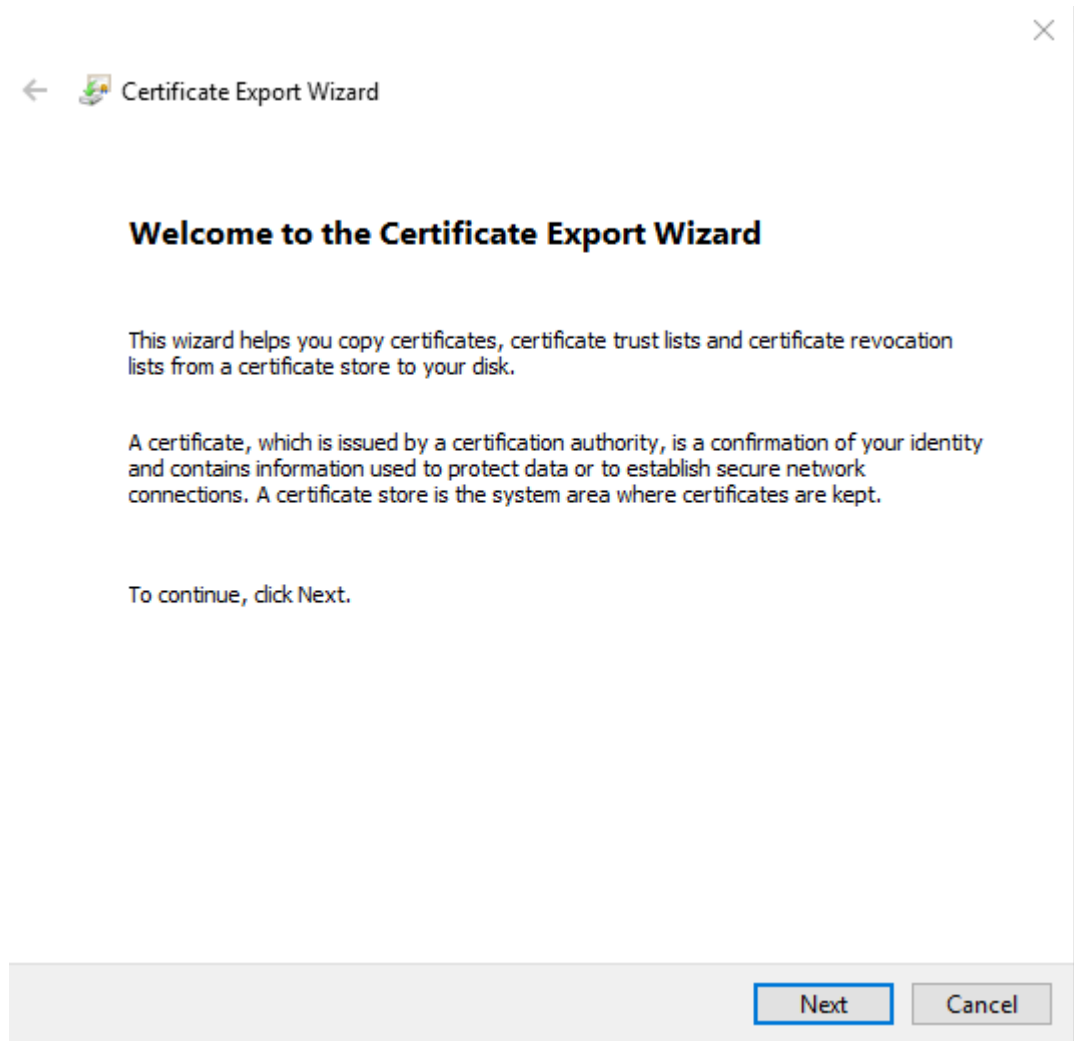 Certificate Export Wizard
Welcome to the Certificate Export Wizard
This wizard helps you copy certificates, certificate trust lists and certificate revocation
lists from a certificate store to your disk.
A certificate, which is issued by a certification authority, is a confirmation of your identity
and contains information used to protect data or to establish secure network
connections. A certificate store is the system area where certificates are kept.
To continue, click Next.
Next Cancel